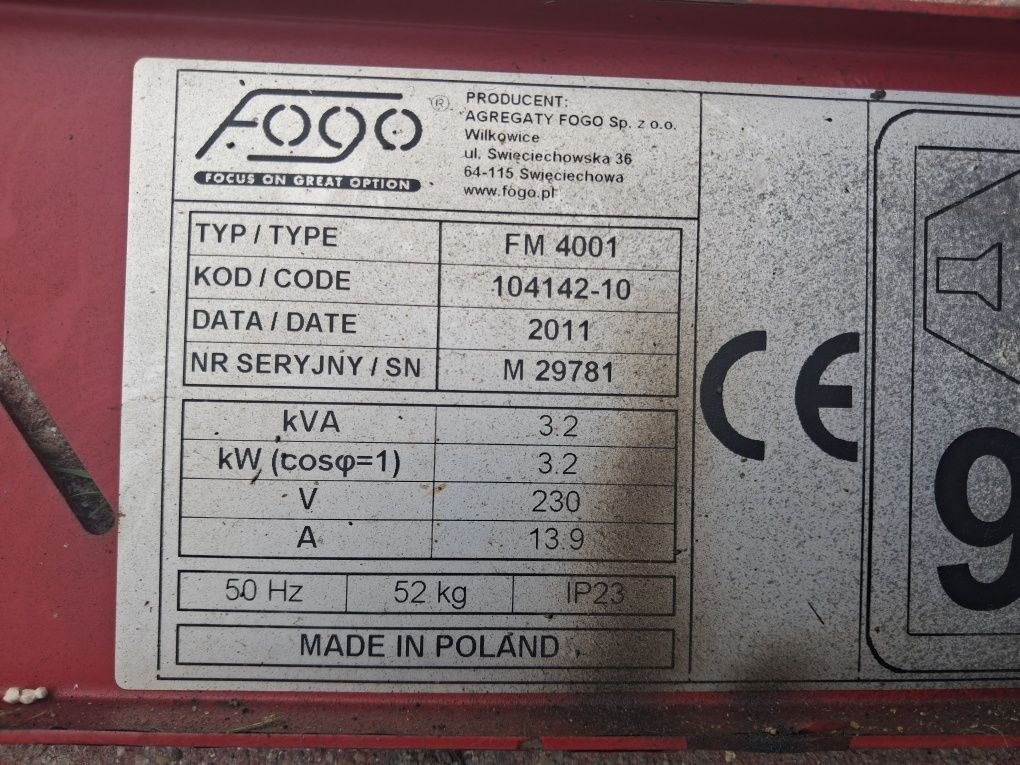 FOGO ®
FOCUS ON GREAT OPTION
PRODUCENT:
AGREGATY FOGO Sp. z o.o.
Wilkowice
ul. Święciechowska 36
64-115 Święciechowa
www.fogo.pl
TYP / TYPE FM 4001
KOD / CODE 104142-10
DATA / DATE 2011
NR SERYJNY / SN M 29781
kVA 3.2
kW (cosφ=1) 3.2
V 230
A 13.9
50 Hz 52 kg IP23
MADE IN POLAND
CE
9